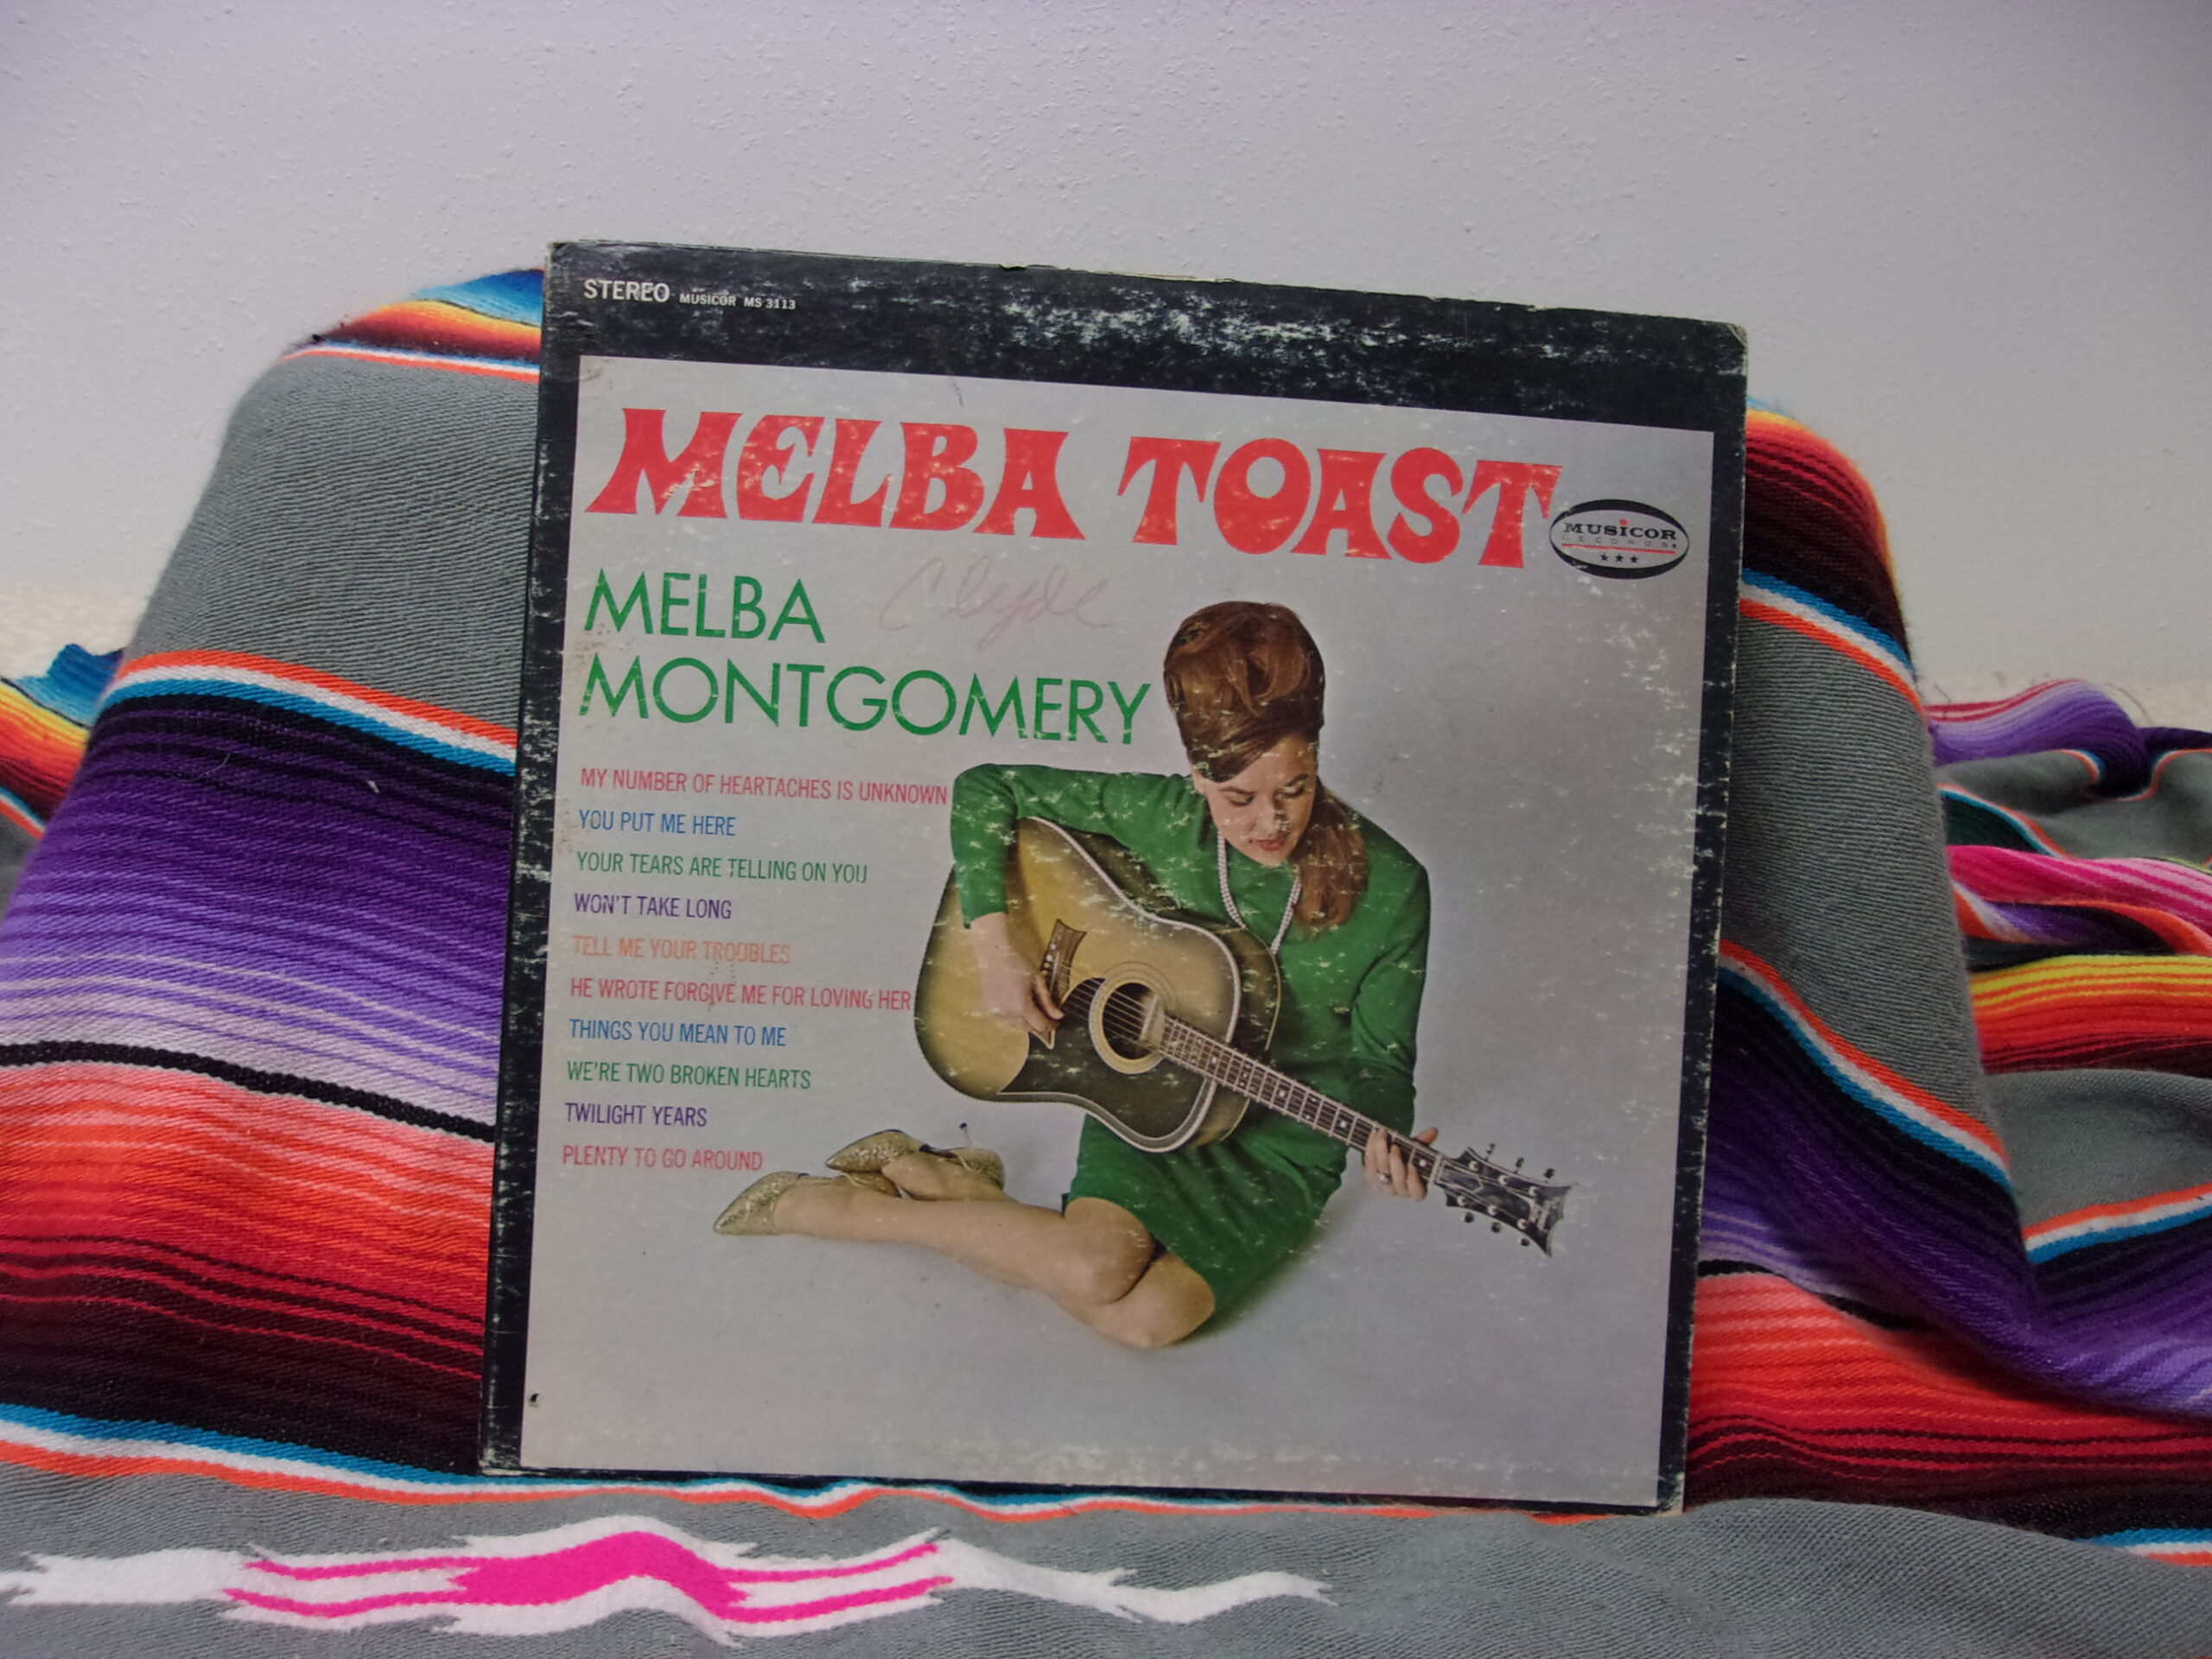 STEREO MUSICOR MS 3113
MELBA TOAST
MUSICOR
RECORDS
Clyde
MELBA
MONTGOMERY
MY NUMBER OF HEARTACHES IS UNKNOWN
YOU PUT ME HERE
YOUR TEARS ARE TELLING ON YOU
WON'T TAKE LONG
TELL ME YOUR TROUBLES
HE WROTE FORGIVE ME FOR LOVING HER
THINGS YOU MEAN TO ME
WE'RE TWO BROKEN HEARTS
TWILIGHT YEARS
PLENTY TO GO AROUND